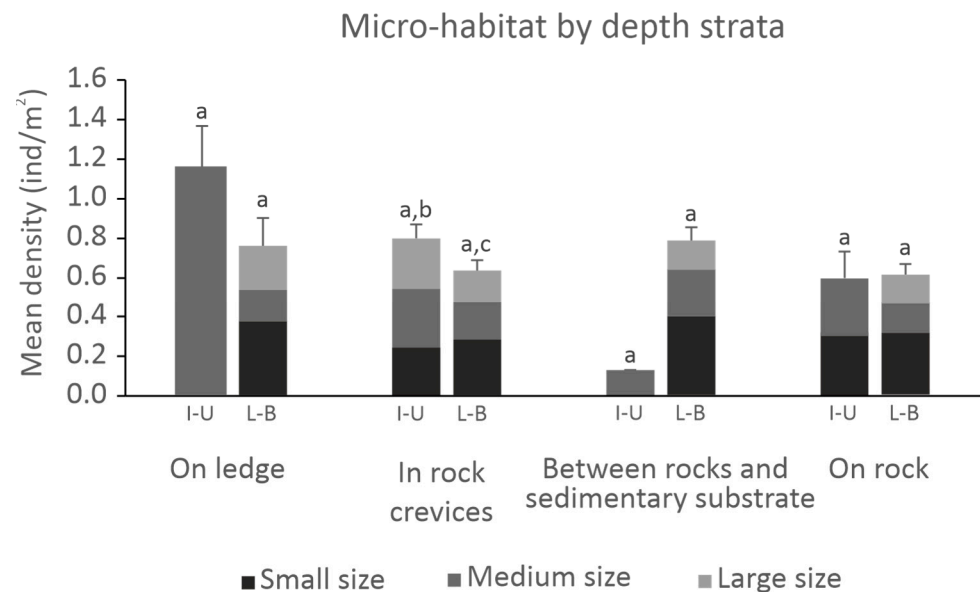 Micro-habitat by depth strata
Mean density (ind/m²)
1.6
1.4
1.2
1.0
0.8
0.6
0.4
0.2
0.0
a
a
a,b
a,c
a
a
a
a
I-U
L-B
I-U
L-B
I-U
L-B
I-U
L-B
On ledge
In rock
crevices
Between rocks and
sedimentary substrate
On rock
Small size
Medium size
Large size